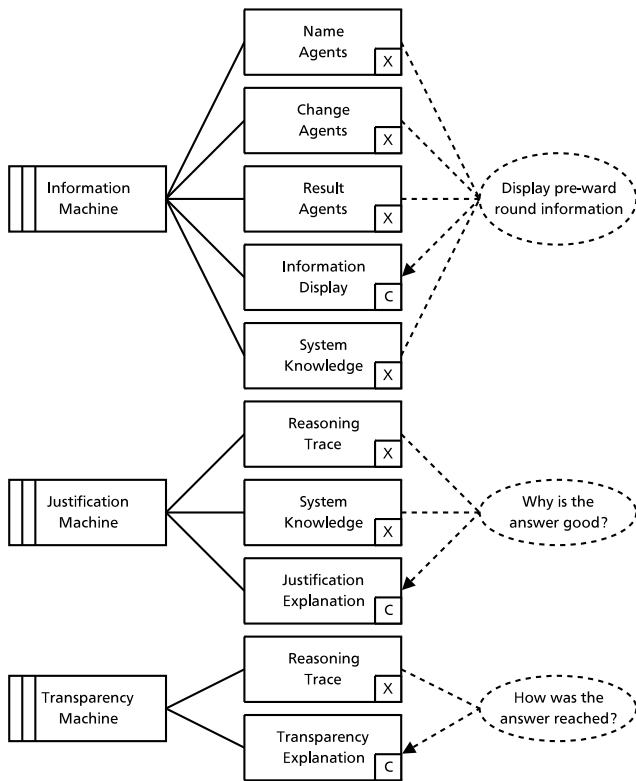 Name
Agents
X
Change
Agents
X
Information
Machine
Result
Agents
X
Display pre-ward
round information
Information
Display
C
System
Knowledge
X
Reasoning
Trace
X
Justification
Machine
System
Knowledge
X
Why is the
answer good?
Justification
Explanation
C
Reasoning
Trace
X
Transparency
Machine
How was the
answer reached?
Transparency
Explanation
C